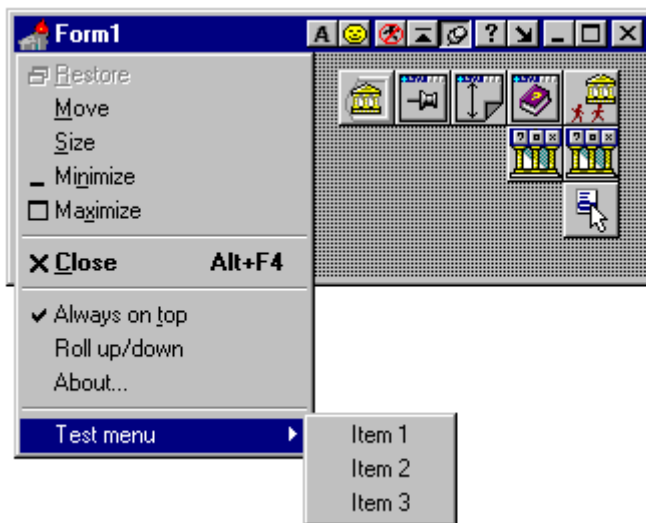 Form1
A
?
Restore
Move
Size
Minimize
Maximize
Close Alt+F4
Always on top
Roll up/down
About...
Test menu
Item 1
Item 2
Item 3